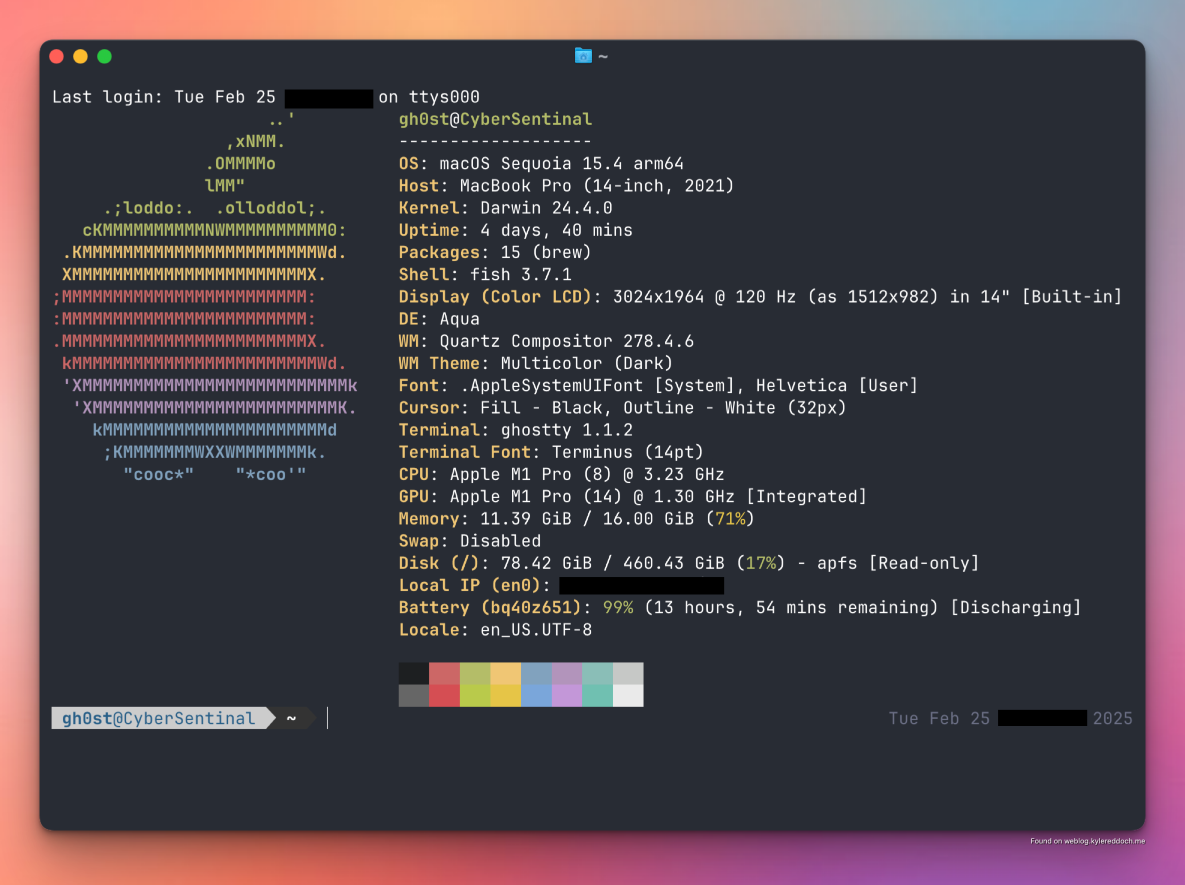 ~
Last login: Tue Feb 25 on ttys000
..'
,xNMM.
.OMMMMo
lMM"
.;loddo:.  .olloddol;.
cKMMMMMMMMMMNWMMMMMMMMMM0:
.KMMMMMMMMMMMMMMMMMMMMMMMWd.
XMMMMMMMMMMMMMMMMMMMMMMMX.
;MMMMMMMMMMMMMMMMMMMMMMMM:
:MMMMMMMMMMMMMMMMMMMMMMMM:
.MMMMMMMMMMMMMMMMMMMMMMMMX.
kMMMMMMMMMMMMMMMMMMMMMMMMWd.
'XMMMMMMMMMMMMMMMMMMMMMMMMMMk
'XMMMMMMMMMMMMMMMMMMMMMMMMK.
kMMMMMMMMMMMMMMMMMMMMMMd
;KMMMMMMMWXXWMMMMMMMk.
"cooc*"    "*coo'"
gh0st@CyberSentinal
-------------------
OS: macOS Sequoia 15.4 arm64
Host: MacBook Pro (14-inch, 2021)
Kernel: Darwin 24.4.0
Uptime: 4 days, 40 mins
Packages: 15 (brew)
Shell: fish 3.7.1
Display (Color LCD): 3024x1964 @ 120 Hz (as 1512x982) in 14" [Built-in]
DE: Aqua
WM: Quartz Compositor 278.4.6
WM Theme: Multicolor (Dark)
Font: .AppleSystemUIFont [System], Helvetica [User]
Cursor: Fill - Black, Outline - White (32px)
Terminal: ghostty 1.1.2
Terminal Font: Terminus (14pt)
CPU: Apple M1 Pro (8) @ 3.23 GHz
GPU: Apple M1 Pro (14) @ 1.30 GHz [Integrated]
Memory: 11.39 GiB / 16.00 GiB (71%)
Swap: Disabled
Disk (/): 78.42 GiB / 460.43 GiB (17%) - apfs [Read-only]
Local IP (en0):
Battery (bq40z651): 99% (13 hours, 54 mins remaining) [Discharging]
Locale: en_US.UTF-8
gh0st@CyberSentinal ~ Tue Feb 25 2025
Found on weblog.kylereddoch.me